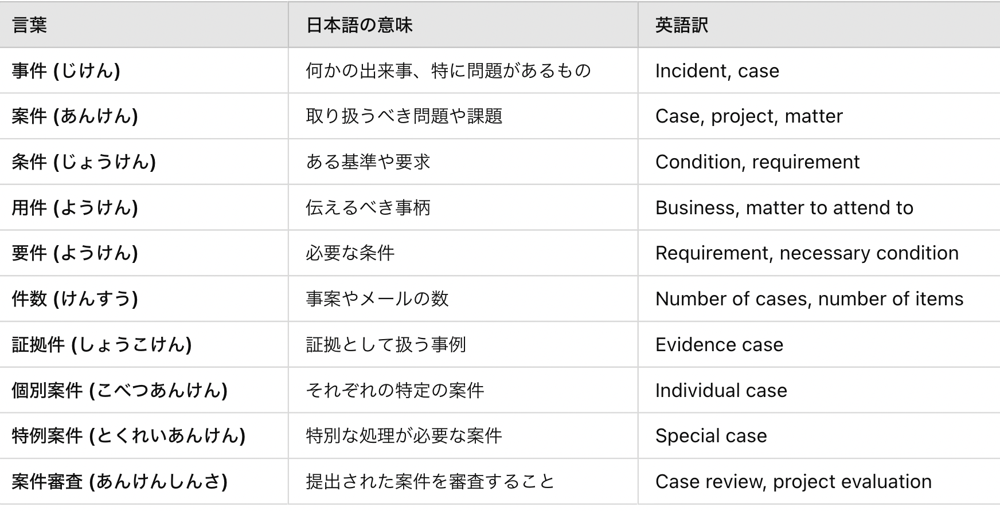 言葉 日本語の意味 英語訳
事件 (じけん) 何かの出来事、特に問題があるもの Incident, case
案件 (あんけん) 取り扱うべき問題や課題 Case, project, matter
条件 (じょうけん) ある基準や要求 Condition, requirement
用件 (ようけん) 伝えるべき事柄 Business, matter to attend to
要件 (ようけん) 必要な条件 Requirement, necessary condition
件数 (けんすう) 事案やメールの数 Number of cases, number of items
証拠件 (しょうこけん) 証拠として扱う事例 Evidence case
個別案件 (こべつあんけん) それぞれの特定の案件 Individual case
特例案件 (とくれいあんけん) 特別な処理が必要な案件 Special case
案件審査 (あんけんしんさ) 提出された案件を審査すること Case review, project evaluation